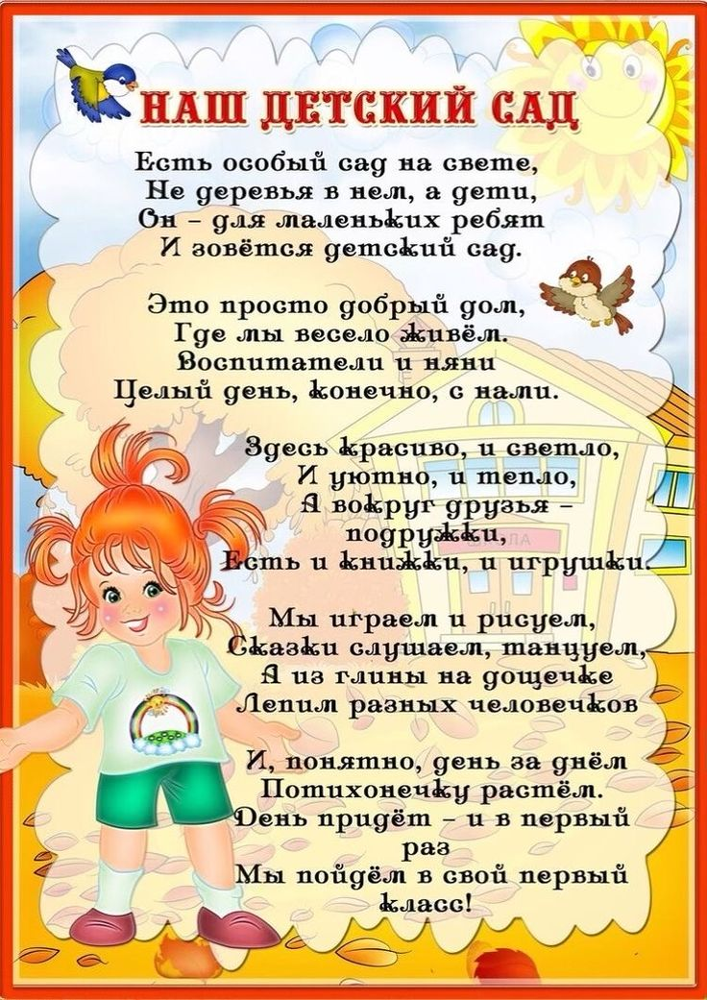 НАШ ДЕТСКИЙ САД
Есть особый сад на свете,
Не деревья в нем, а дети,
Он – для маленьких ребят
И зовётся детский сад.
Это просто добрый дом,
Где мы весело живём.
Воспитатели и няни
Целый день, конечно, с нами.
Здесь красиво, и светло,
И уютно, и тепло,
А вокруг друзья –
подружки,
Есть и книжки, и игрушки.
Мы играем и рисуем,
Сказки слушаем, танцуем,
А из глины на дощечке
Лепим разных человечков
И, понятно, день за днём
Потихонечку растём.
День придёт – и в первый
раз
Мы пойдём в свой первый
класс!